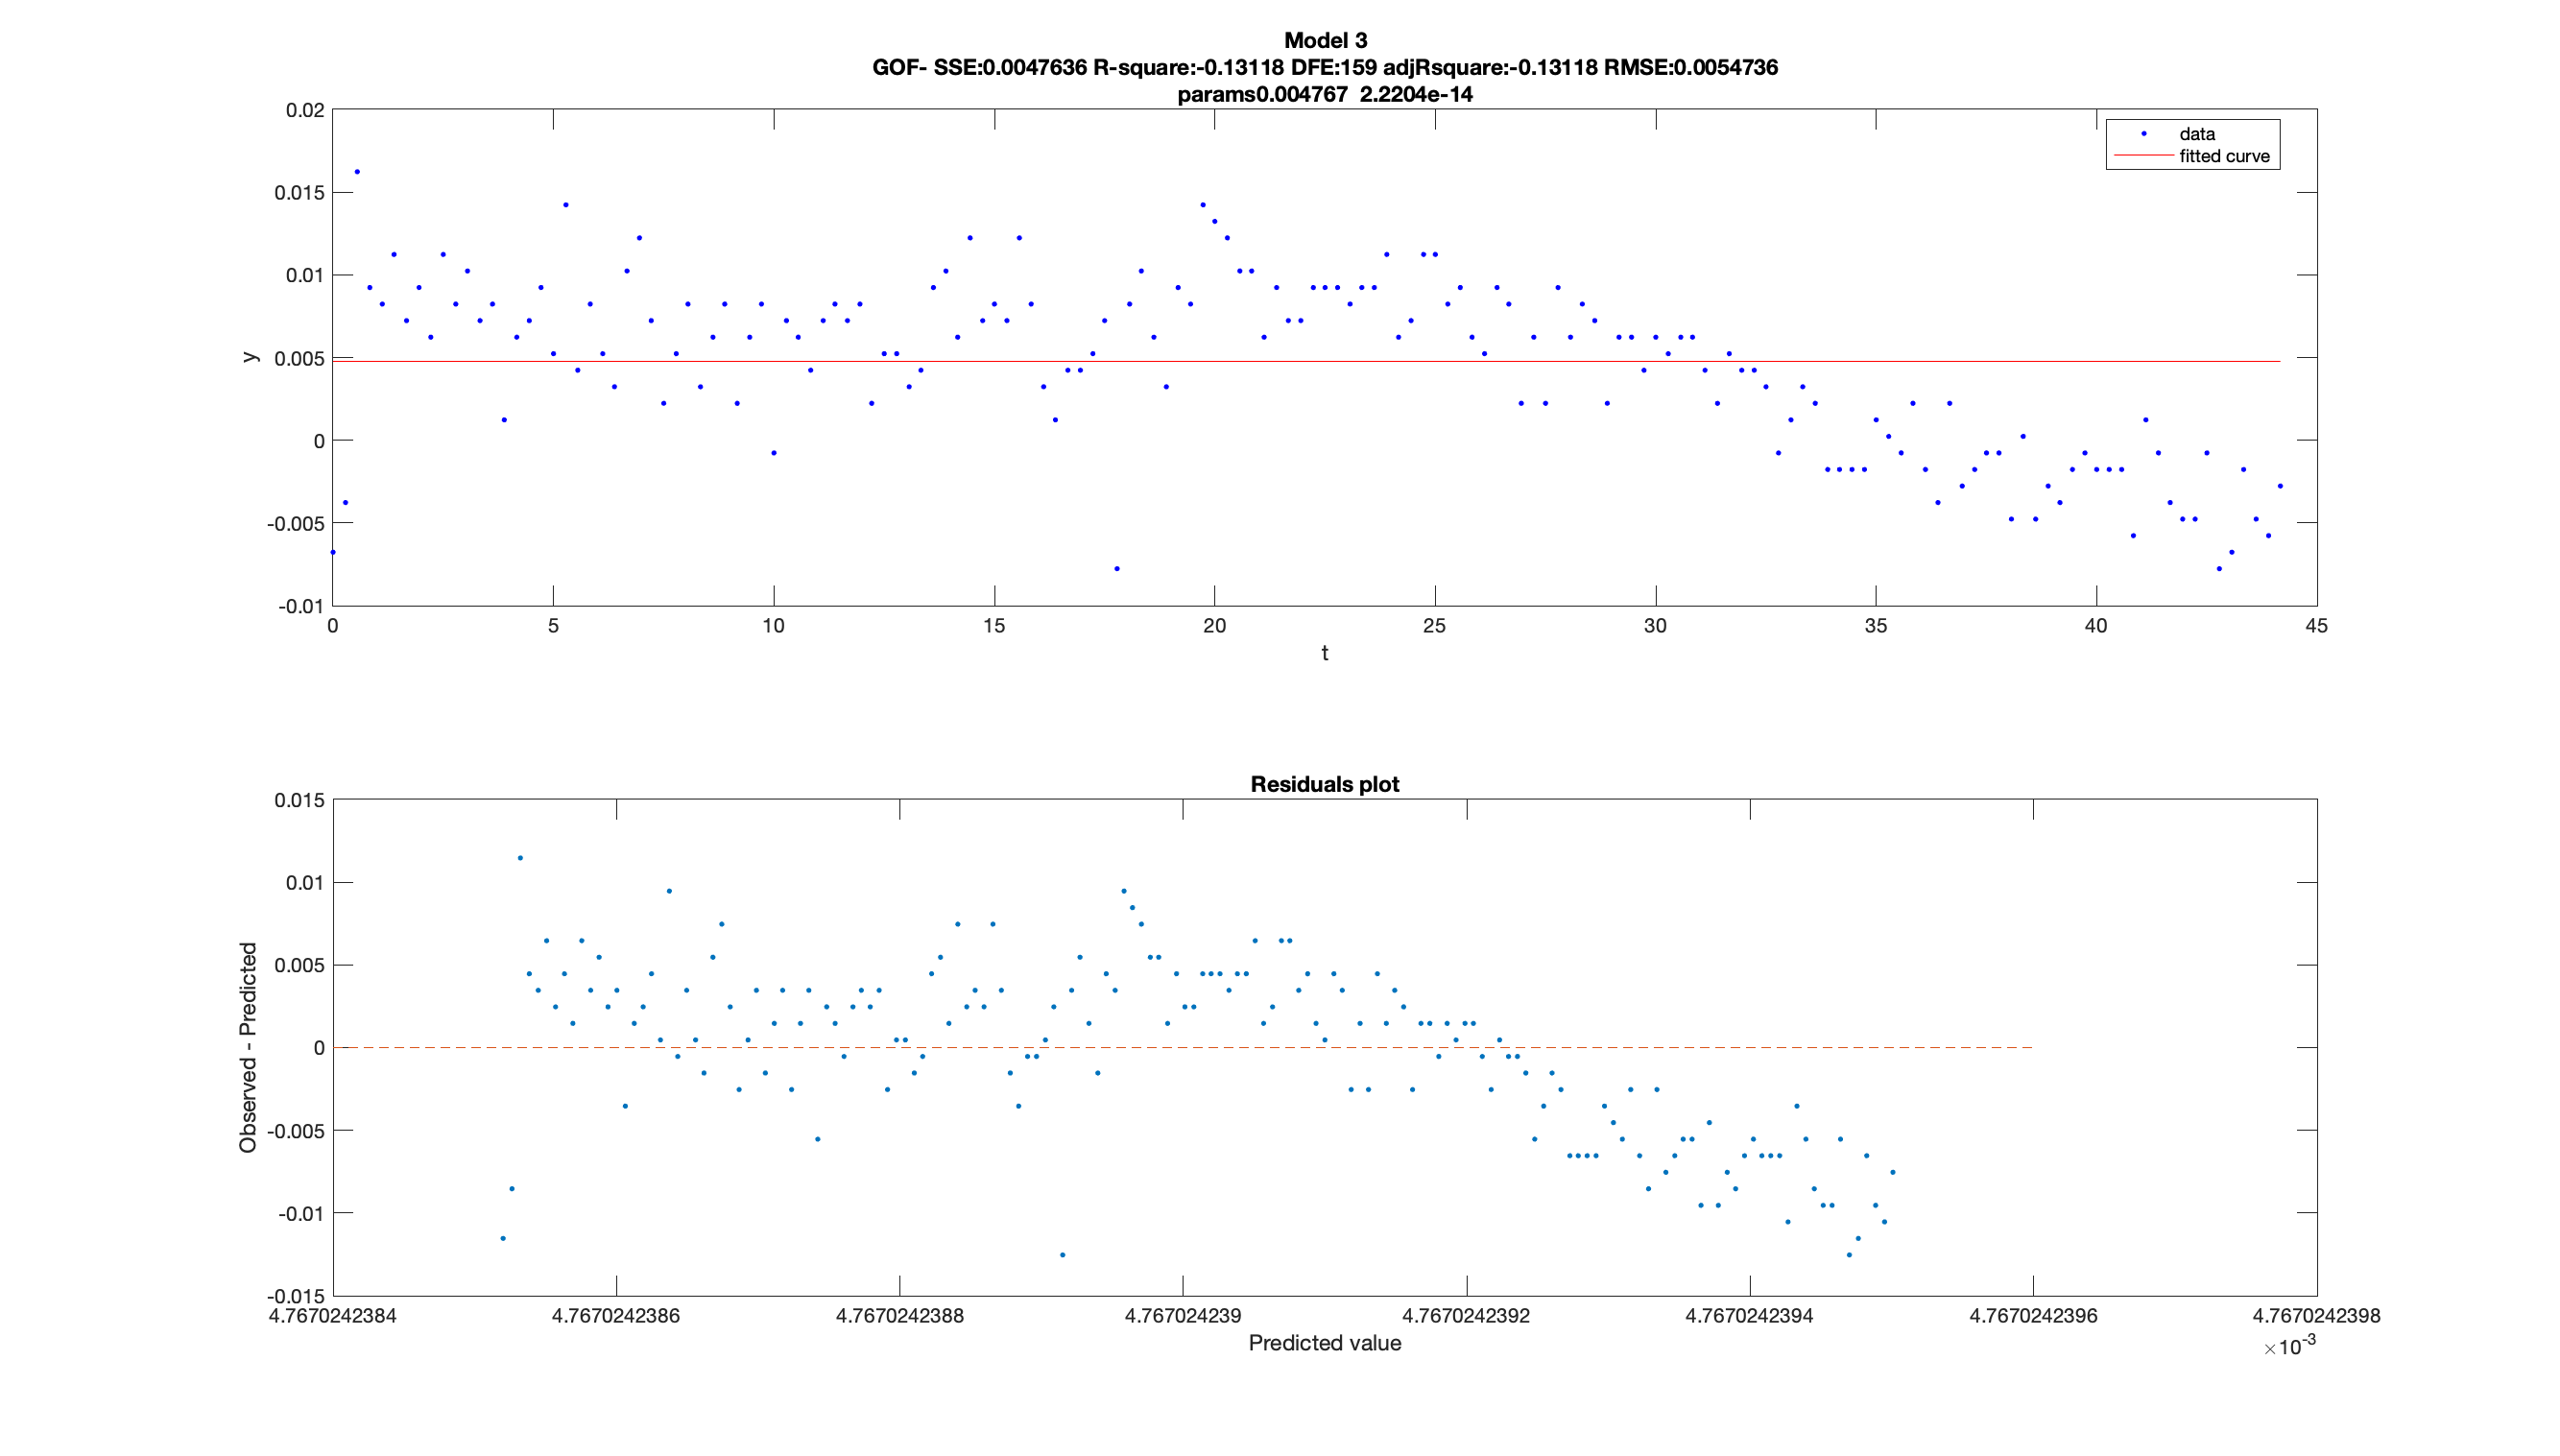 Model 3
GOF- SSE:0.0047636 R-square:-0.13118 DFE:159 adjRsquare:-0.13118 RMSE:0.0054736
params0.004767  2.2204e-14
0.02
0.015
0.01
0.005
0
-0.005
-0.01
y
data
fitted curve
0 5 10 15 20 25 30 35 40 45
t
Residuals plot
0.015
0.01
0.005
0
-0.005
-0.01
-0.015
Observed - Predicted
4.7670242384 4.7670242386 4.7670242388 4.767024239 4.7670242392 4.7670242394 4.7670242396 4.7670242398
Predicted value
×10-3